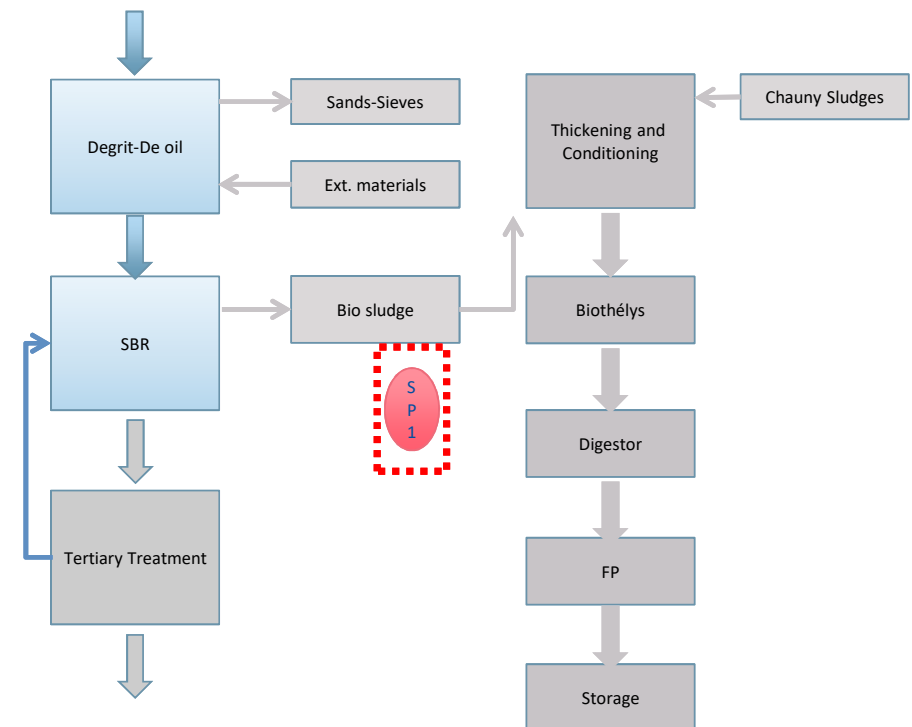 Degrit-De oil
Sands-Sieves
Ext. materials
SBR
Bio sludge
S
P
1
Tertiary Treatment
Thickening and
Conditioning
Chauny Sludges
Biothélys
Digestor
FP
Storage